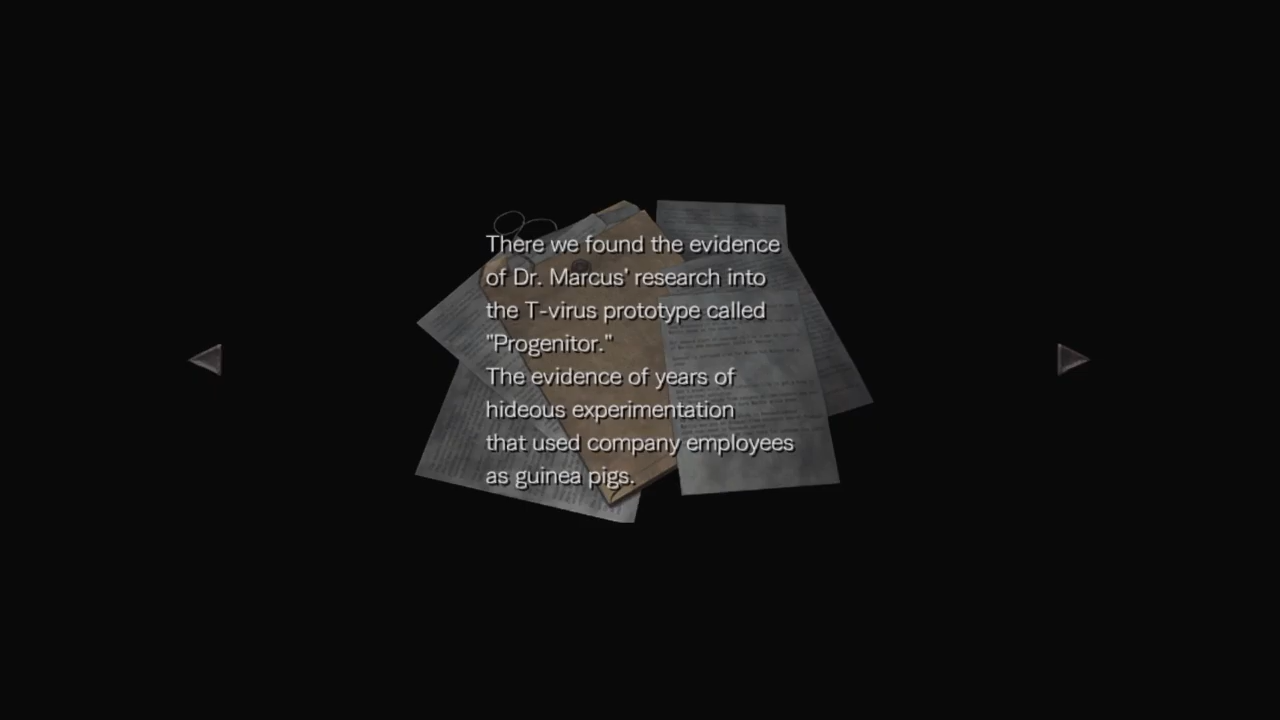 There we found the evidence
of Dr. Marcus' research into
the T-virus prototype called
"Progenitor."
The evidence of years of
hideous experimentation
that used company employees
as guinea pigs.